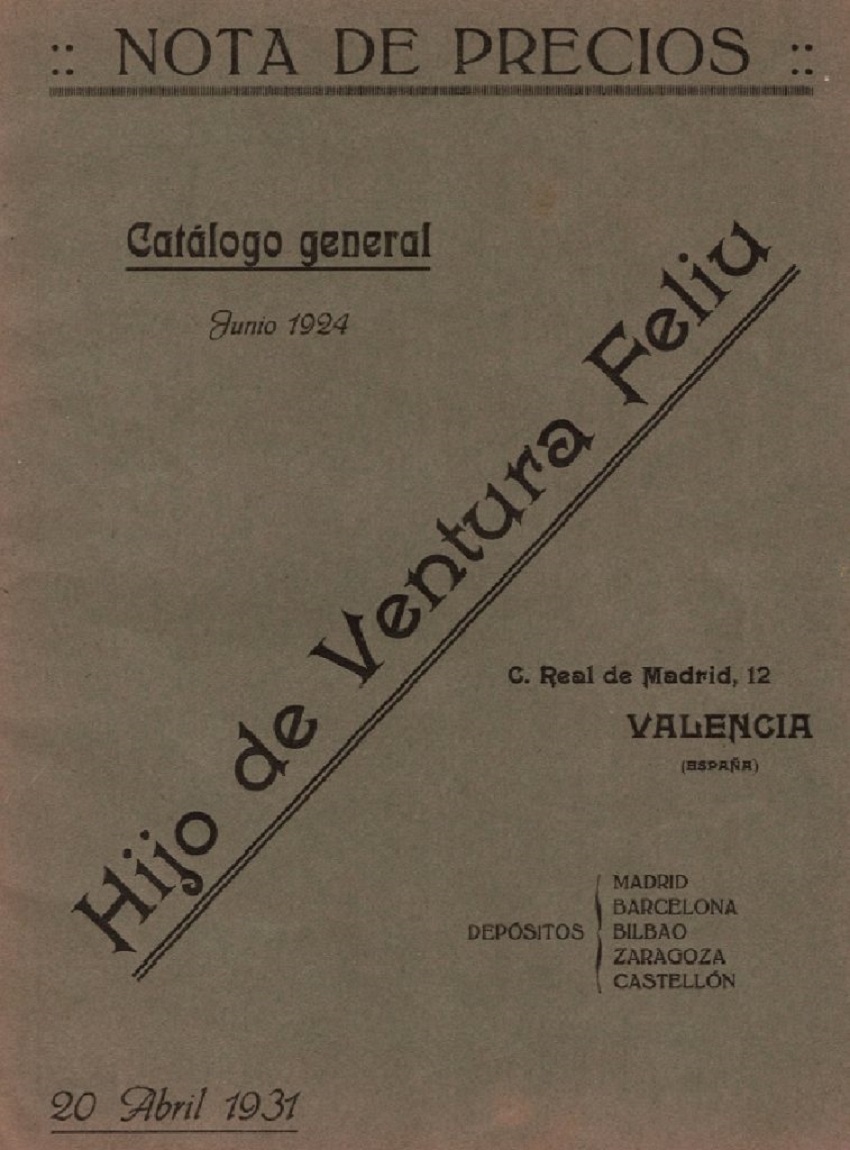 :: NOTA DE PRECIOS ::
Catálogo general
Junio 1924
Hijo de Ventura Feliu
C. Real de Madrid, 12
VALENCIA
(ESPAÑA)
DEPÓSITOS
MADRID
BARCELONA
BILBAO
ZARAGOZA
CASTELLÓN
20 Abril 1931